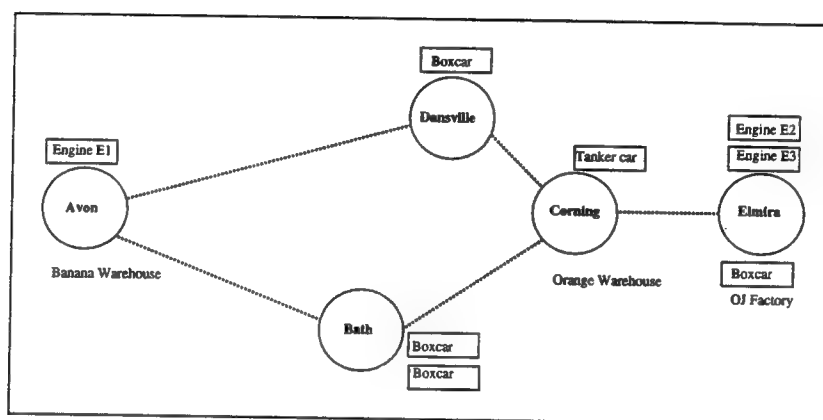 Boxcar
Dansville
Engine E1
Avon
Banana Warehouse
Tanker car
Corning
Orange Warehouse
Engine E2
Engine E3
Elmira
Boxcar
OJ Factory
Bath
Boxcar
Boxcar